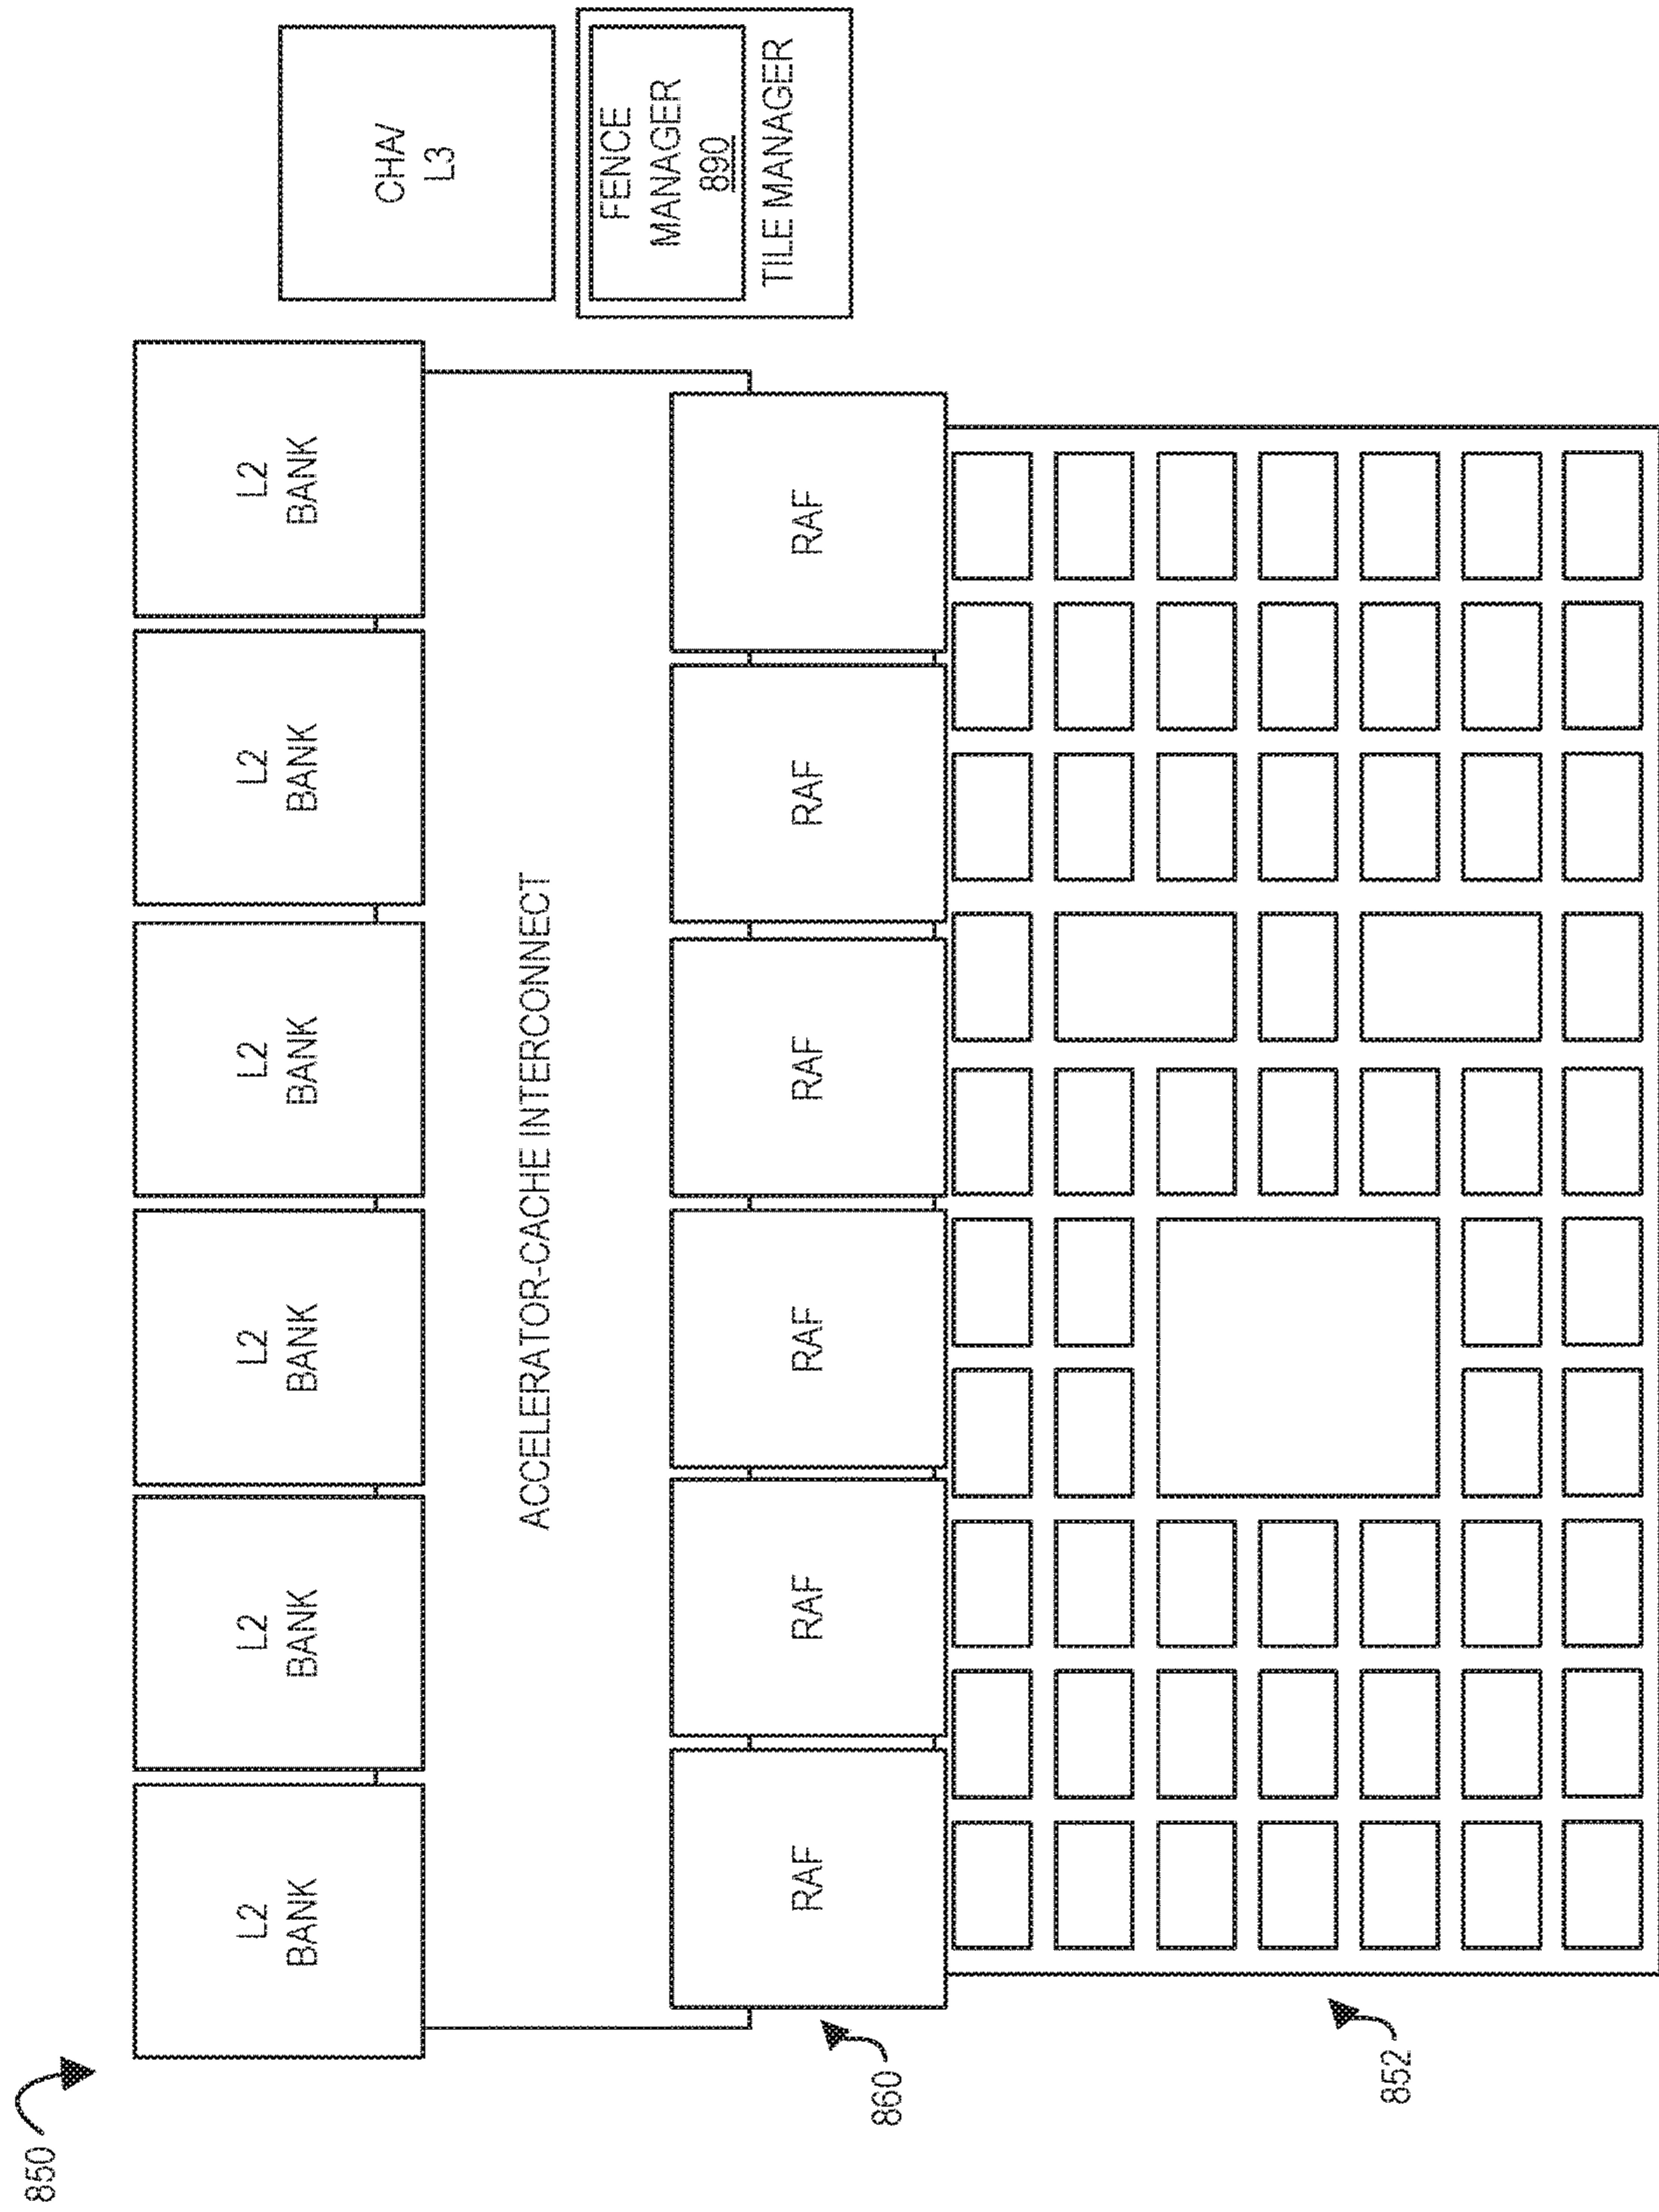 850
L2
BANK
L2
BANK
L2
BANK
L2
BANK
L2
BANK
L2
BANK
CHA/
L3
ACCELERATOR-CACHE INTERCONNECT
FENCE
MANAGER
890
TILE MANAGER
RAF
RAF
RAF
RAF
RAF
RAF
860
852